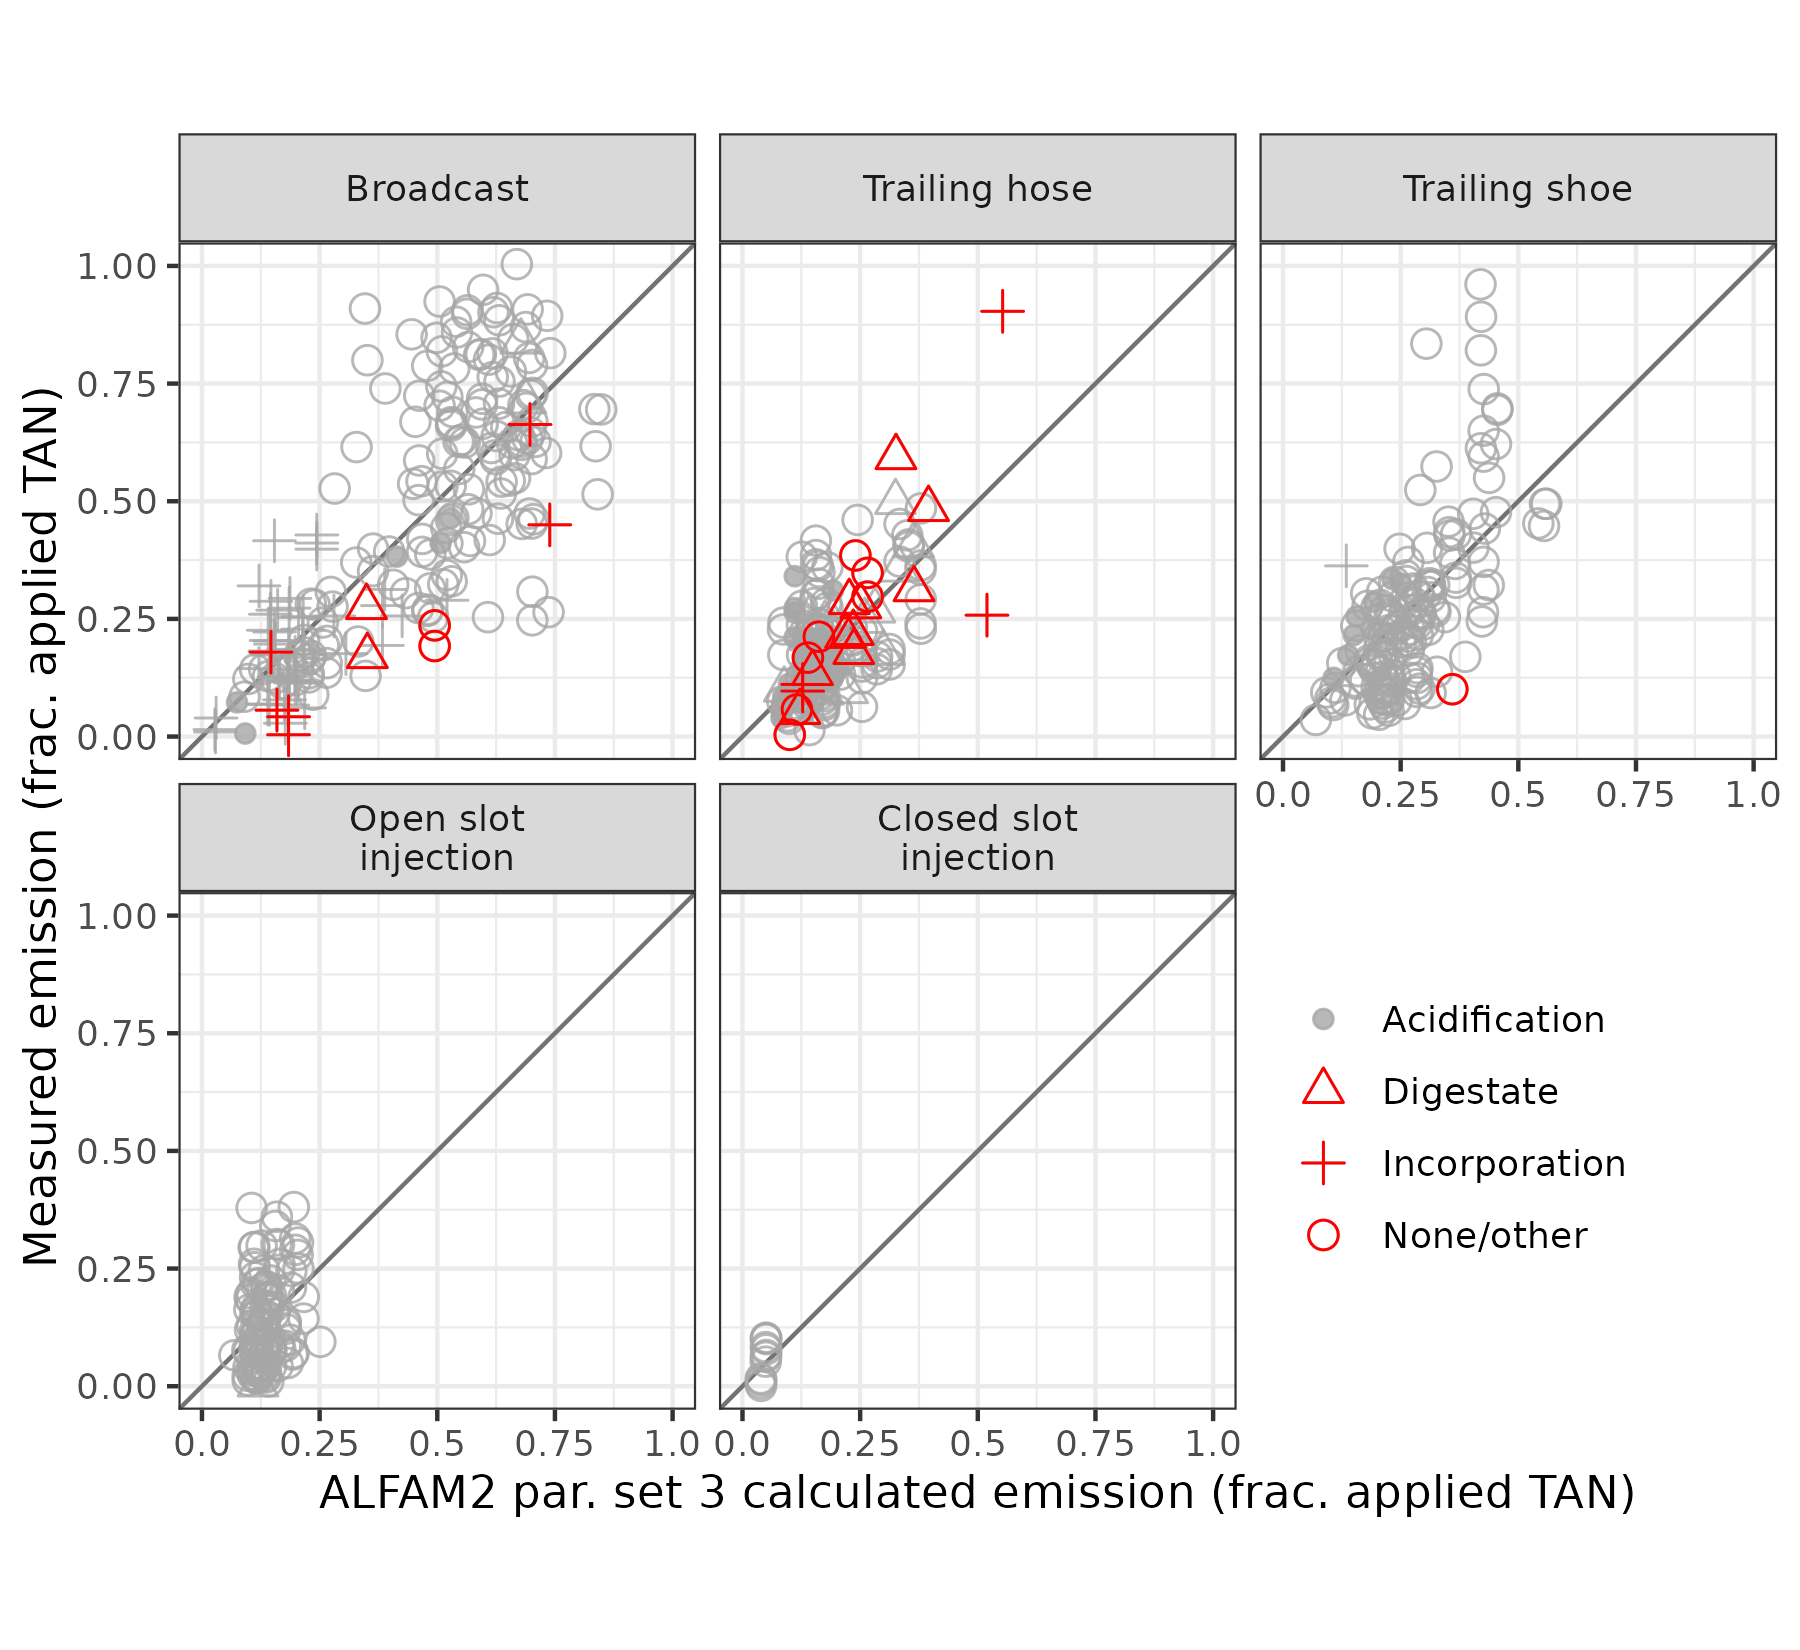 Broadcast
Trailing hose
Trailing shoe
1.00
0.75
0.50
0.25
0.00
0.0 0.25 0.5 0.75 1.0
Open slot
injection
Closed slot
injection
1.00
0.75
0.50
0.25
0.00
0.0 0.25 0.5 0.75 1.0
0.0 0.25 0.5 0.75 1.0
Measured emission (frac. applied TAN)
ALFAM2 par. set 3 calculated emission (frac. applied TAN)
Acidification
Digestate
Incorporation
None/other